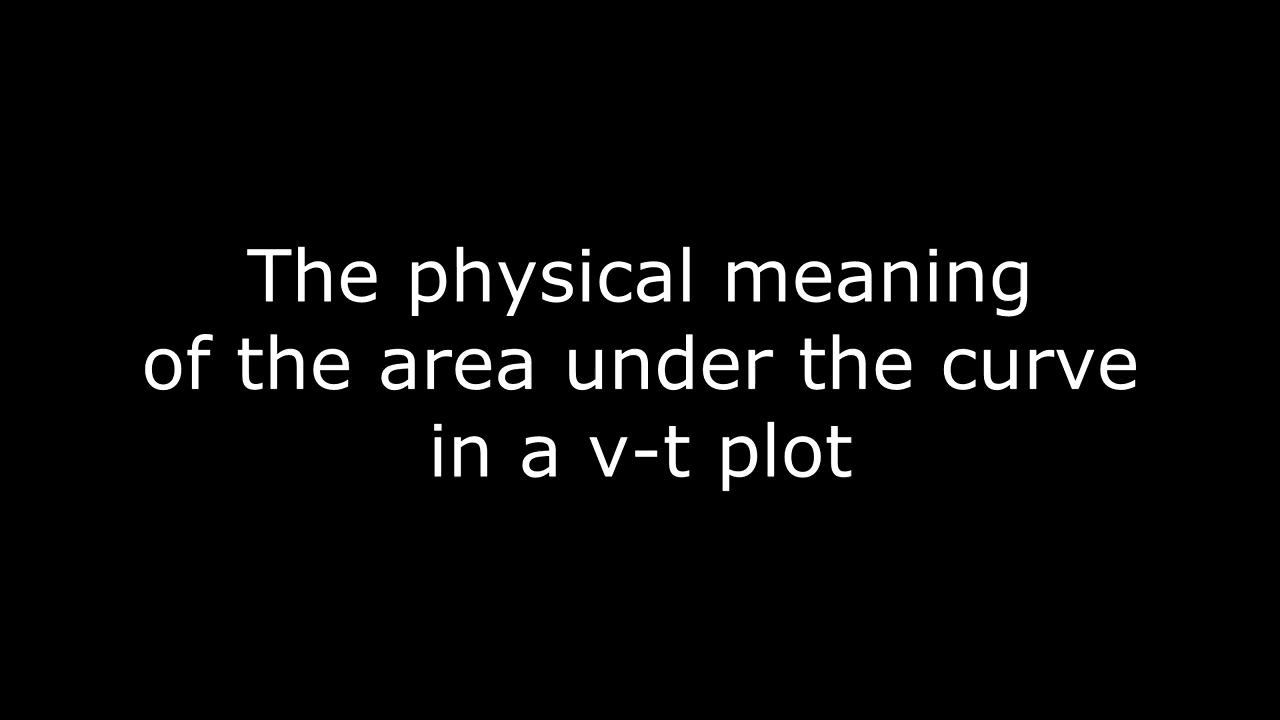 The physical meaning
of the area under the curve
in a v-t plot